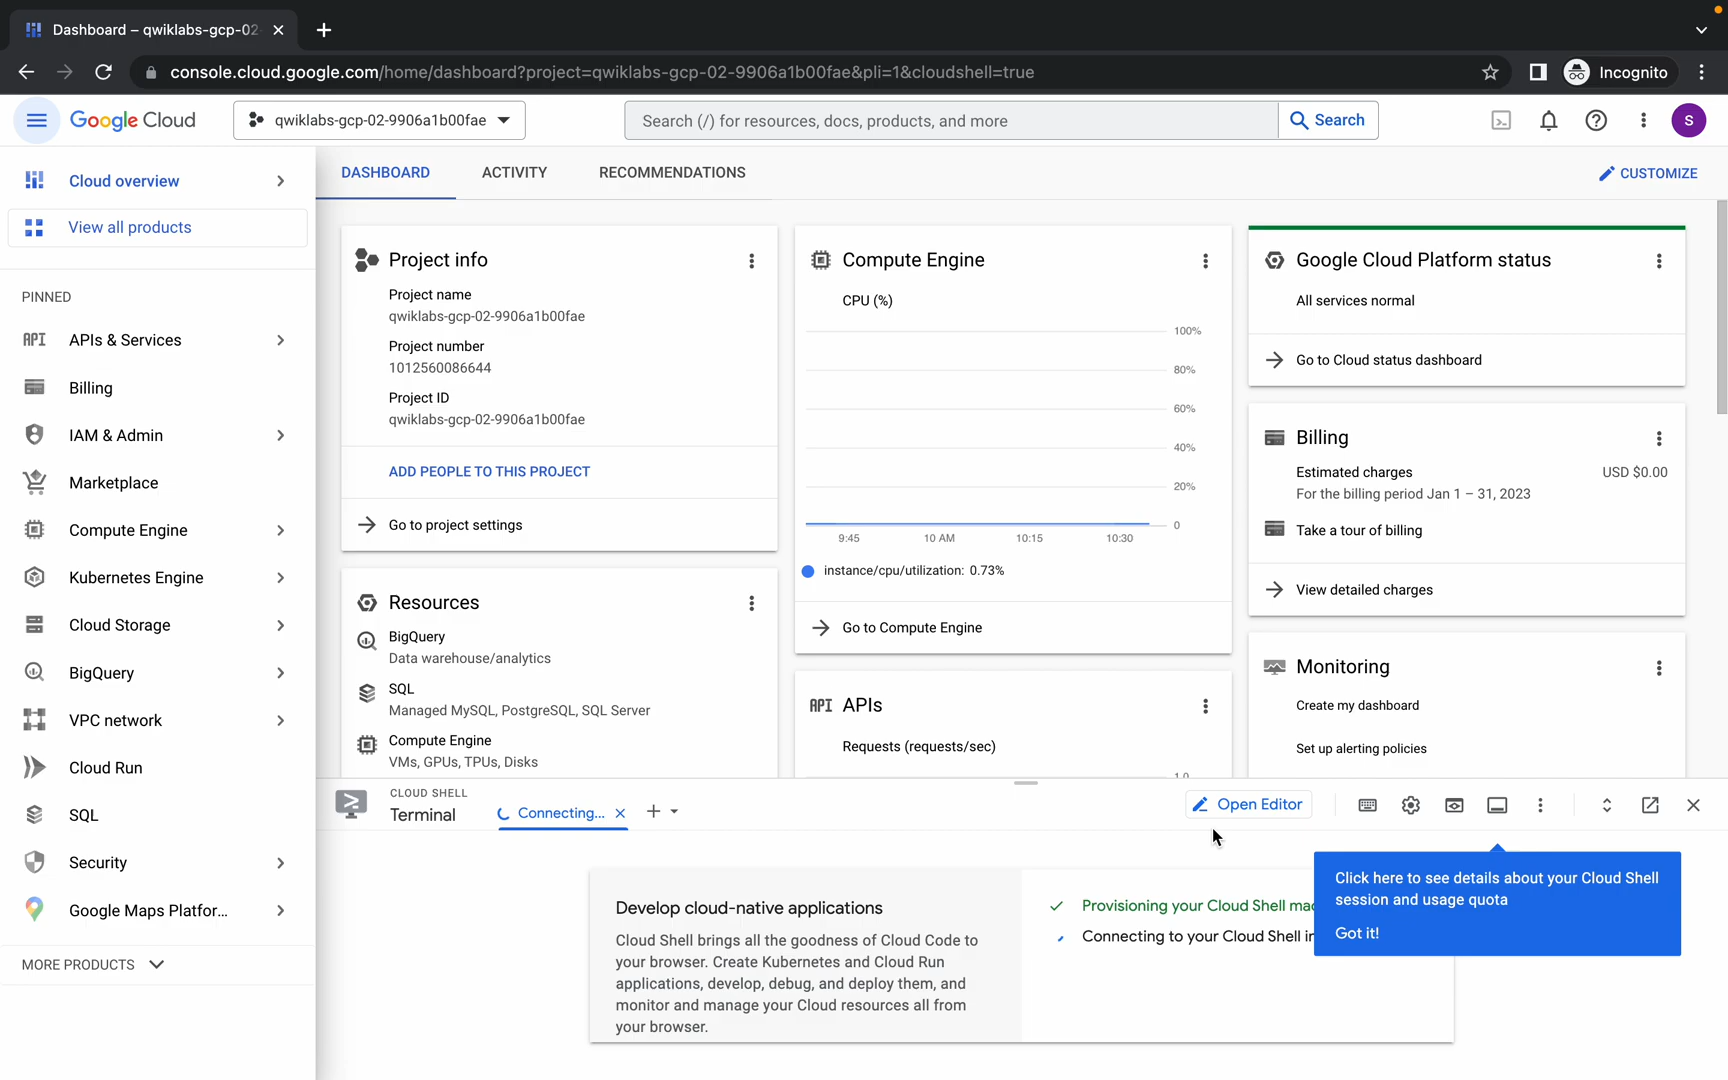 Dashboard – qwiklabs-gcp-02
console.cloud.google.com/home/dashboard?project=qwiklabs-gcp-02-9906a1b00fae&pli=1&cloudshell=true
Incognito
Google Cloud
qwiklabs-gcp-02-9906a1b00fae
Search (/) for resources, docs, products, and more
Search
S
Cloud overview
View all products
PINNED
API APIs & Services
Billing
IAM & Admin
Marketplace
Compute Engine
Kubernetes Engine
Cloud Storage
BigQuery
VPC network
Cloud Run
SQL
Security
Google Maps Platfor...
MORE PRODUCTS
DASHBOARD
ACTIVITY
RECOMMENDATIONS
CUSTOMIZE
Project info
Project name
qwiklabs-gcp-02-9906a1b00fae
Project number
1012560086644
Project ID
qwiklabs-gcp-02-9906a1b00fae
ADD PEOPLE TO THIS PROJECT
Go to project settings
Resources
BigQuery
Data warehouse/analytics
SQL
Managed MySQL, PostgreSQL, SQL Server
Compute Engine
VMs, GPUs, TPUs, Disks
Compute Engine
CPU (%)
100%
80%
60%
40%
20%
0
9:45
10 AM
10:15
10:30
instance/cpu/utilization: 0.73%
Go to Compute Engine
API APIs
Requests (requests/sec)
1.0
Google Cloud Platform status
All services normal
Go to Cloud status dashboard
Billing
Estimated charges
USD $0.00
For the billing period Jan 1 – 31, 2023
Take a tour of billing
View detailed charges
Monitoring
Create my dashboard
Set up alerting policies
CLOUD SHELL
Terminal
Connecting...
Open Editor
Develop cloud-native applications
Cloud Shell brings all the goodness of Cloud Code to
your browser. Create Kubernetes and Cloud Run
applications, develop, debug, and deploy them, and
monitor and manage your Cloud resources all from
your browser.
Provisioning your Cloud Shell mac
Connecting to your Cloud Shell in
Click here to see details about your Cloud Shell
session and usage quota
Got it!